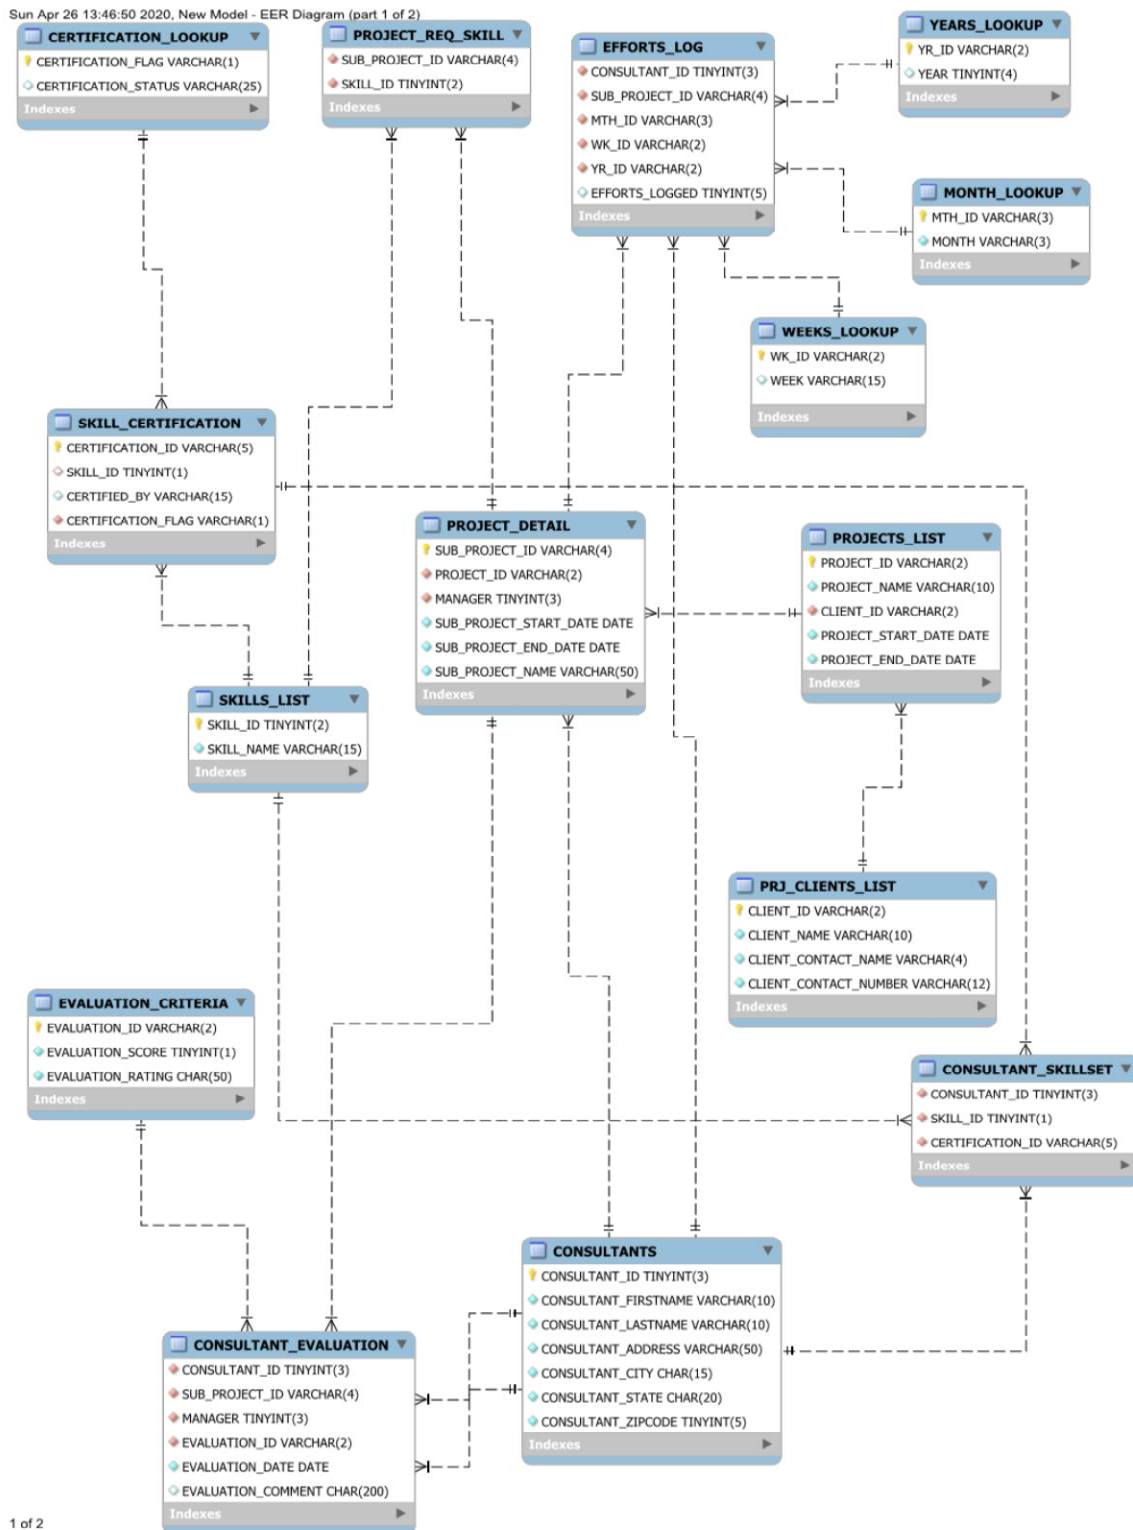 Sun Apr 26 13:46:50 2020, New Model - EER Diagram (part 1 of 2)
CERTIFICATION_LOOKUP
CERTIFICATION_FLAG VARCHAR(1)
CERTIFICATION_STATUS VARCHAR(25)
Indexes
PROJECT_REQ_SKILL
SUB_PROJECT_ID VARCHAR(4)
SKILL_ID TINYINT(2)
Indexes
EFFORTS_LOG
CONSULTANT_ID TINYINT(3)
SUB_PROJECT_ID VARCHAR(4)
MTH_ID VARCHAR(3)
WK_ID VARCHAR(2)
YR_ID VARCHAR(2)
EFFORTS_LOGGED TINYINT(5)
Indexes
YEARS_LOOKUP
YR_ID VARCHAR(2)
YEAR TINYINT(4)
Indexes
MONTH_LOOKUP
MTH_ID VARCHAR(3)
MONTH VARCHAR(3)
Indexes
WEEKS_LOOKUP
WK_ID VARCHAR(2)
WEEK VARCHAR(15)
Indexes
SKILL_CERTIFICATION
CERTIFICATION_ID VARCHAR(5)
SKILL_ID TINYINT(1)
CERTIFIED_BY VARCHAR(15)
CERTIFICATION_FLAG VARCHAR(1)
Indexes
PROJECT_DETAIL
SUB_PROJECT_ID VARCHAR(4)
PROJECT_ID VARCHAR(2)
MANAGER TINYINT(3)
SUB_PROJECT_START_DATE DATE
SUB_PROJECT_END_DATE DATE
SUB_PROJECT_NAME VARCHAR(50)
Indexes
PROJECTS_LIST
PROJECT_ID VARCHAR(2)
PROJECT_NAME VARCHAR(10)
CLIENT_ID VARCHAR(2)
PROJECT_START_DATE DATE
PROJECT_END_DATE DATE
Indexes
SKILLS_LIST
SKILL_ID TINYINT(2)
SKILL_NAME VARCHAR(15)
Indexes
PRJ_CLIENTS_LIST
CLIENT_ID VARCHAR(2)
CLIENT_NAME VARCHAR(10)
CLIENT_CONTACT_NAME VARCHAR(4)
CLIENT_CONTACT_NUMBER VARCHAR(12)
Indexes
EVALUATION_CRITERIA
EVALUATION_ID VARCHAR(2)
EVALUATION_SCORE TINYINT(1)
EVALUATION_RATING CHAR(50)
Indexes
CONSULTANT_SKILLSET
CONSULTANT_ID TINYINT(3)
SKILL_ID TINYINT(1)
CERTIFICATION_ID VARCHAR(5)
Indexes
CONSULTANTS
CONSULTANT_ID TINYINT(3)
CONSULTANT_FIRSTNAME VARCHAR(10)
CONSULTANT_LASTNAME VARCHAR(10)
CONSULTANT_ADDRESS VARCHAR(50)
CONSULTANT_CITY CHAR(15)
CONSULTANT_STATE CHAR(20)
CONSULTANT_ZIPCODE TINYINT(5)
Indexes
CONSULTANT_EVALUATION
CONSULTANT_ID TINYINT(3)
SUB_PROJECT_ID VARCHAR(4)
MANAGER TINYINT(3)
EVALUATION_ID VARCHAR(2)
EVALUATION_DATE DATE
EVALUATION_COMMENT CHAR(200)
Indexes
1 of 2